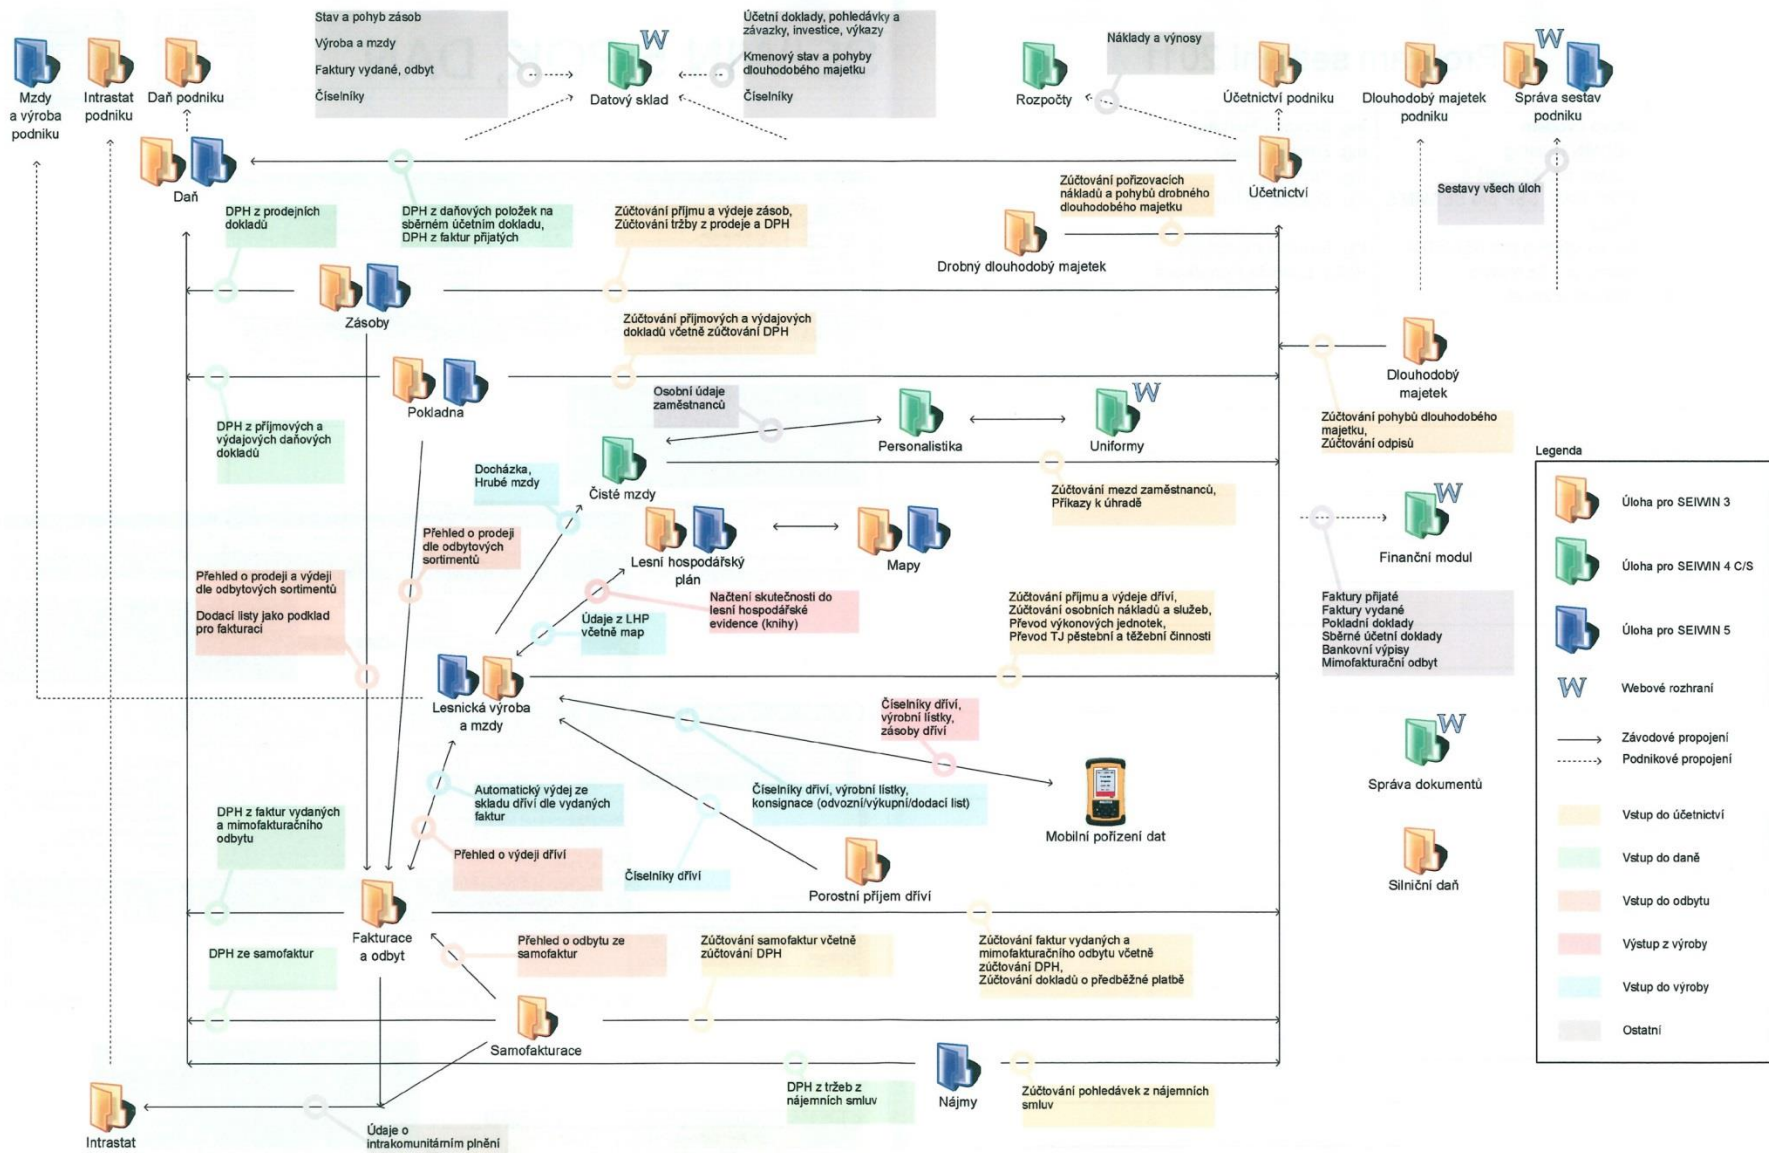 Stav a pohyb zásob
Výroba a mzdy
Faktury vydané, odbyt
Číselníky
W
Datový sklad
Účetní doklady, pohledávky a
závazky, investice, výkazy
Kmenový stav a pohyby
dlouhodobého majetku
Číselníky
Mzdy
a výroba
podniku
Intrastat
podniku
Daň podniku
Rozpočty
Náklady a výnosy
Účetnictví podniku
Dlouhodobý majetek
podniku
W
Správa sestav
podniku
Daň
Účetnictví
Sestavy všech úloh
DPH z prodejních
dokladů
DPH z daňových položek na
sběrném účetním dokladu,
DPH z faktur přijatých
Zúčtování příjmu a výdeje zásob,
Zúčtování tržby z prodeje a DPH
Zúčtování pořizovacích
nákladů a pohybů drobného
dlouhodobého majetku
Drobný dlouhodobý majetek
Zásoby
Zúčtování příjmových a výdajových
dokladů včetně zúčtování DPH
Pokladna
Dlouhodobý
majetek
DPH z příjmových a
výdajových daňových
dokladů
Osobní údaje
zaměstnanců
Personalistika
W
Uniformy
Zúčtování pohybů dlouhodobého
majetku,
Zúčtování odpisů
Docházka,
Hrubé mzdy
Čisté mzdy
Zúčtování mezd zaměstnanců,
Příkazy k úhradě
W
Finanční modul
Přehled o prodeji
dle odbytových
sortimentů
Lesní hospodářský
plán
Mapy
Přehled o prodeji a výdeji
dle odbytových sortimentů
Dodací listy jako podklad
pro fakturaci
Načtení skutečnosti do
lesní hospodářské
evidence (knihy)
Údaje z LHP
včetně map
Zúčtování příjmu a výdeje dříví,
Zúčtování osobních nákladů a služeb,
Převod výkonových jednotek,
Převod TJ pěstební a těžební činnosti
Faktury přijaté
Faktury vydané
Pokladní doklady
Sběrné účetní doklady
Bankovní výpisy
Mimofakturační odbyt
Lesnická výroba
a mzdy
Číselníky dříví,
výrobní lístky,
zásoby dříví
W
Správa dokumentů
Automatický výdej ze
skladu dříví dle vydaných
faktur
Číselníky dříví, výrobní lístky,
konsignace (odvozní/výkupní/dodací list)
Mobilní pořízení dat
DPH z faktur vydaných
a mimofakturačního
odbytu
Přehled o výdeji dříví
Číselníky dříví
Porostní příjem dříví
Silniční daň
Fakturace
a odbyt
DPH ze samofaktur
Přehled o odbytu ze
samofaktur
Zúčtování samofaktur včetně
zúčtování DPH
Zúčtování faktur vydaných a
mimofakturačního odbytu včetně
zúčtování DPH,
Zúčtování dokladů o předběžné platbě
Samofakturace
DPH z tržeb z
nájemních smluv
Nájmy
Zúčtování pohledávek z nájemních
smluv
Intrastat
Údaje o
intrakomunitárním plnění
Legenda
Úloha pro SEIWIN 3
Úloha pro SEIWIN 4 C/S
Úloha pro SEIWIN 5
W
Webové rozhraní
Závodové propojení
Podnikové propojení
Vstup do účetnictví
Vstup do daně
Vstup do odbytu
Výstup z výroby
Vstup do výroby
Ostatní